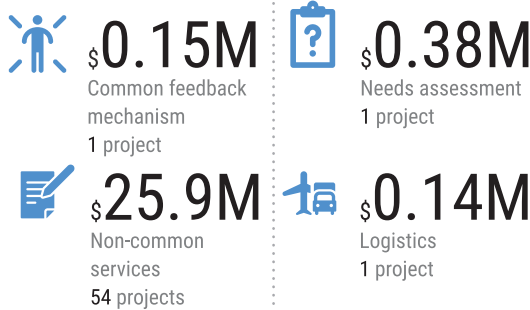 $0.15M
Common feedback
mechanism
1 project
$0.38M
Needs assessment
1 project
$25.9M
Non-common
services
54 projects
$0.14M
Logistics
1 project